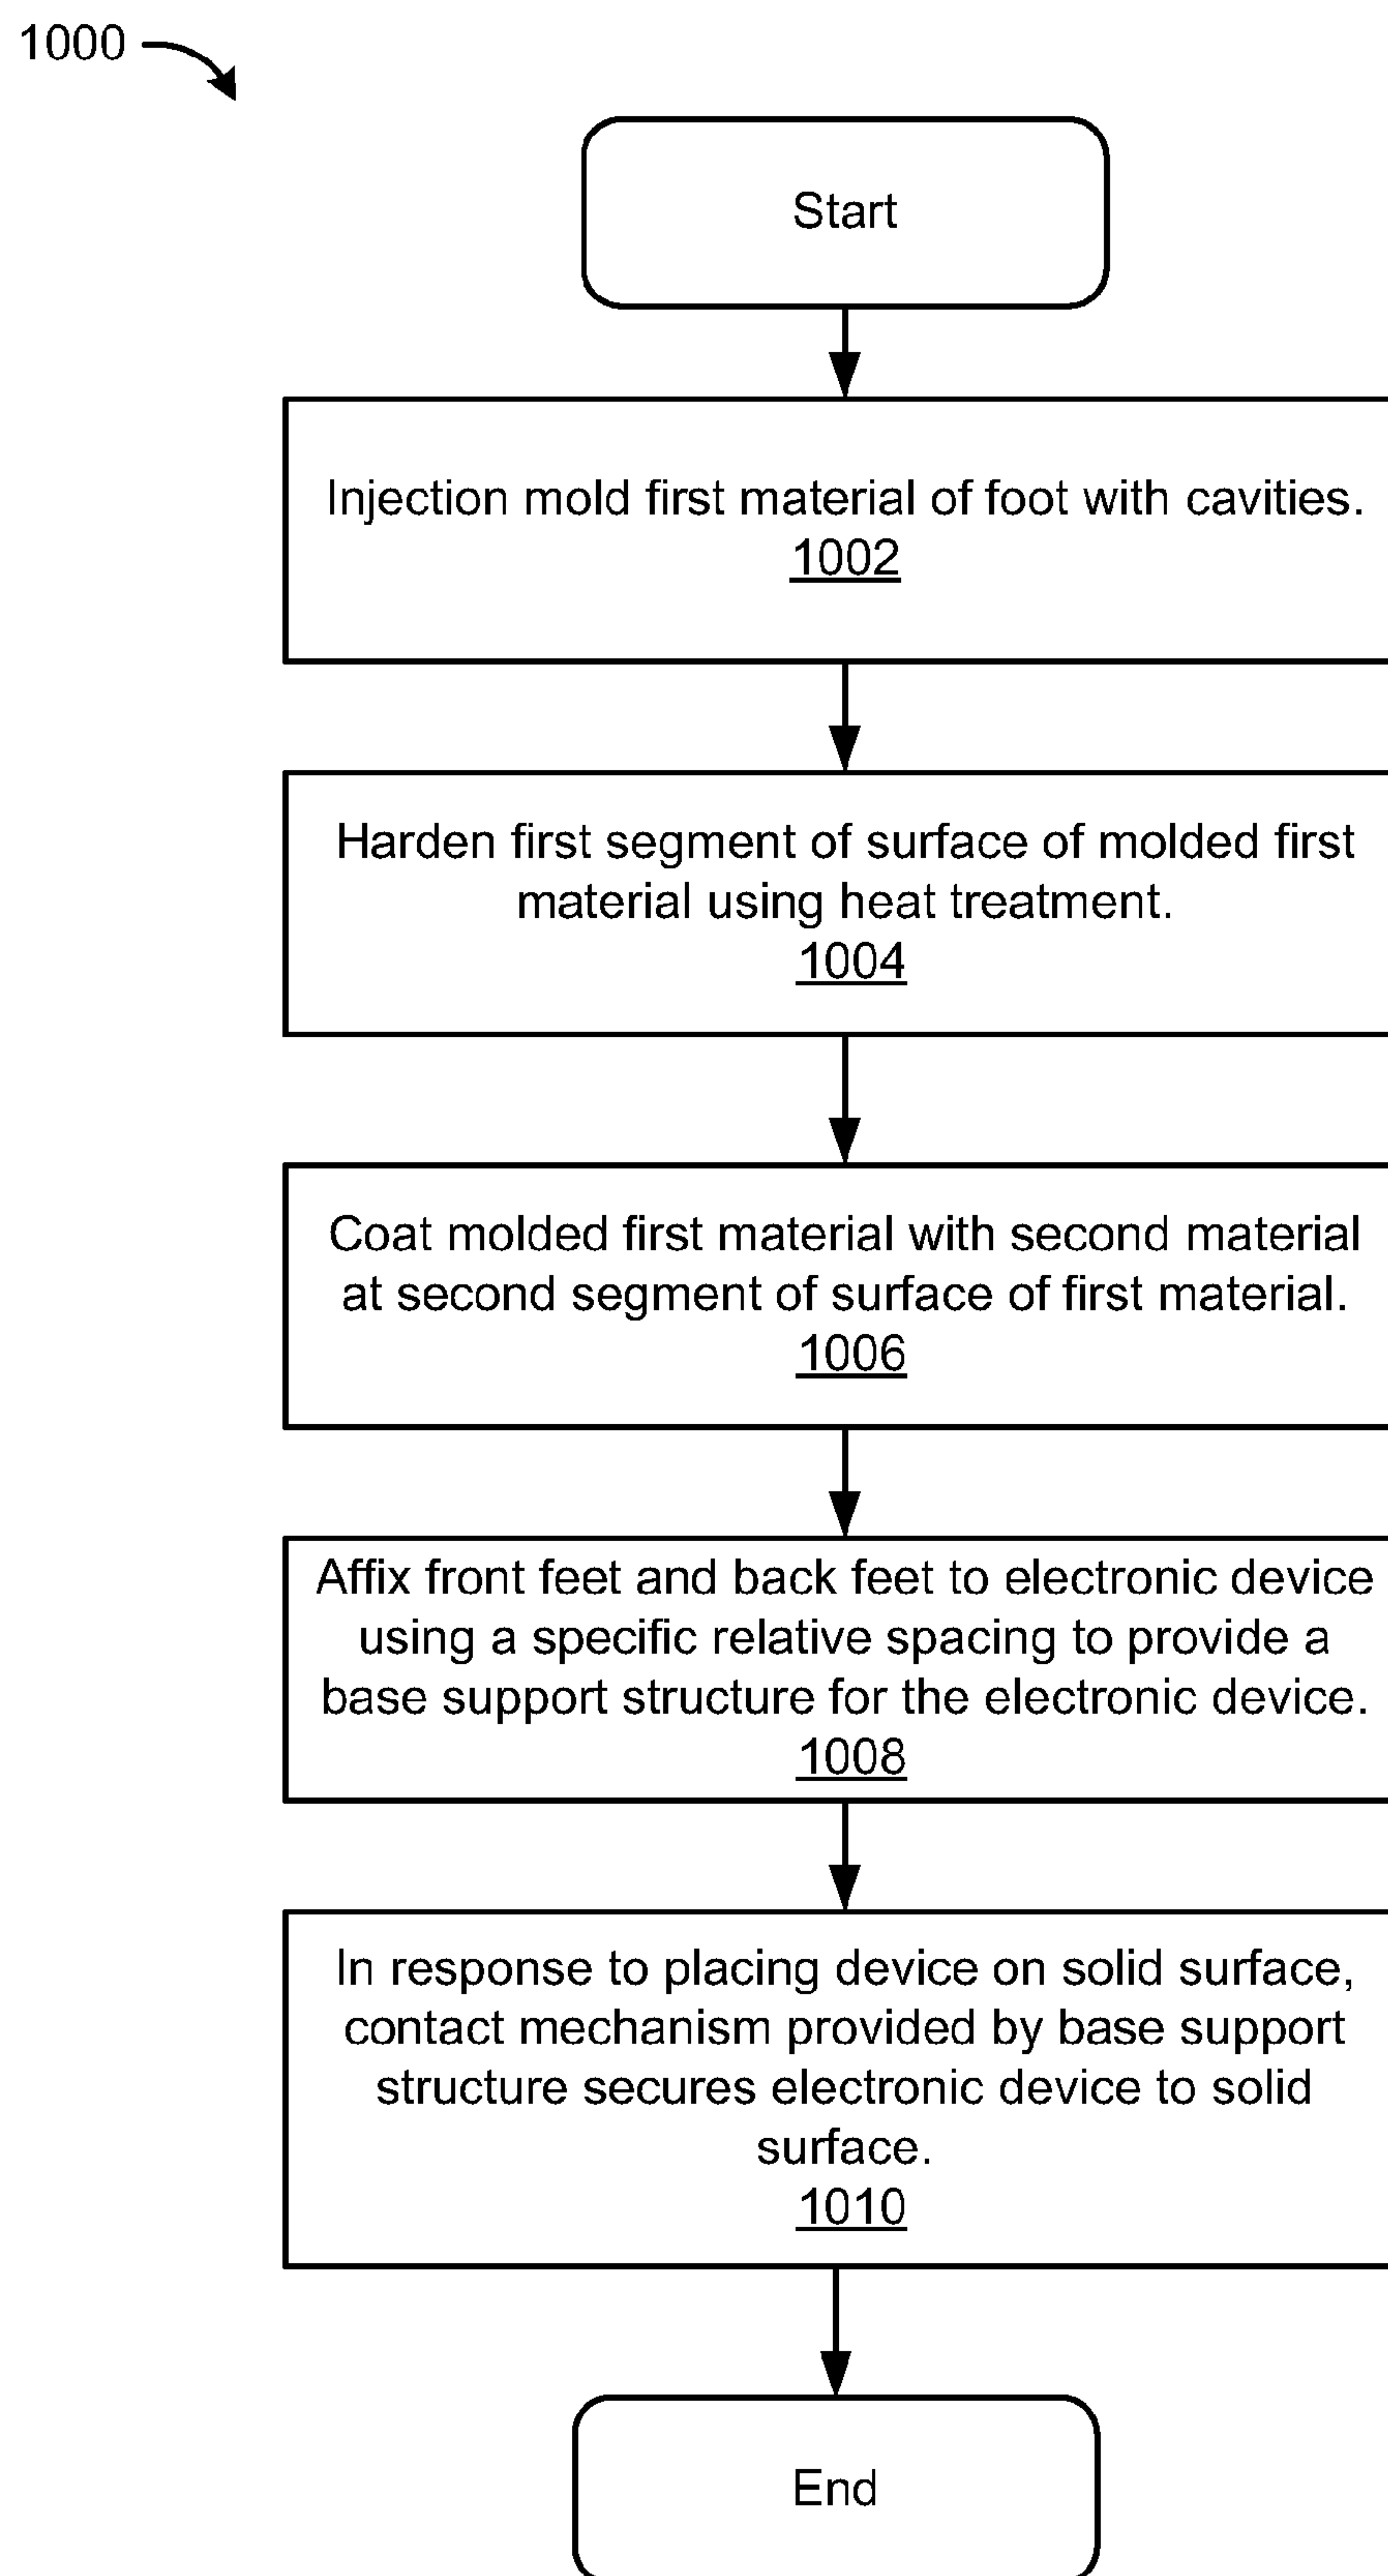 1000
Start
Injection mold first material of foot with cavities.
1002
Harden first segment of surface of molded first
material using heat treatment.
1004
Coat molded first material with second material
at second segment of surface of first material.
1006
Affix front feet and back feet to electronic device
using a specific relative spacing to provide a
base support structure for the electronic device.
1008
In response to placing device on solid surface,
contact mechanism provided by base support
structure secures electronic device to solid
surface.
1010
End